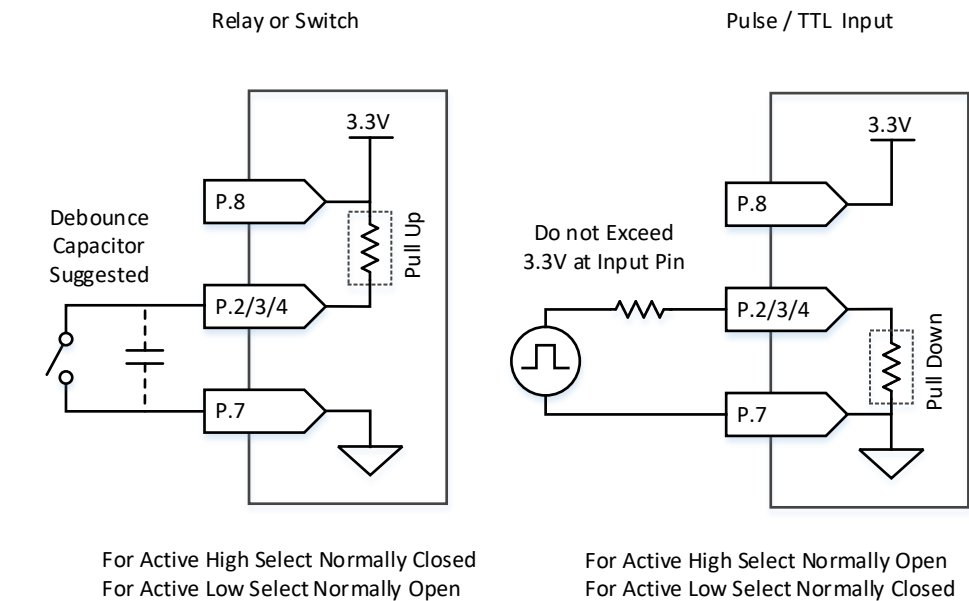 Relay or Switch
3.3V
P.8
Pull Up
Debounce
Capacitor
Suggested
P.2/3/4
P.7
For Active High Select Normally Closed
For Active Low Select Normally Open
Pulse / TTL Input
3.3V
P.8
Do not Exceed
3.3V at Input Pin
P.2/3/4
Pull Down
P.7
For Active High Select Normally Open
For Active Low Select Normally Closed